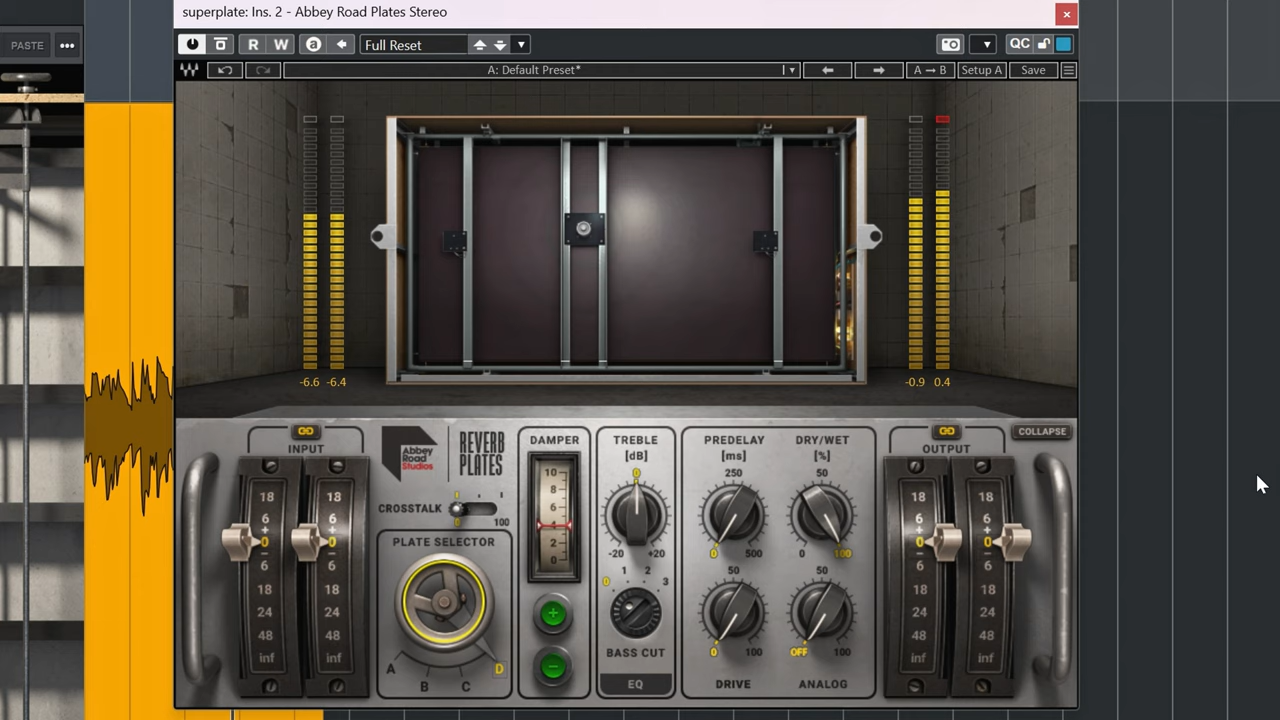 superplate: Ins. 2 - Abbey Road Plates Stereo
PASTE
R W a Full Reset QC
A: Default Preset* A → B Setup A Save
-6.6 -6.4 -0.9 0.4
COLLAPSE
INPUT
Abbey Road Studios
REVERB PLATES
DAMPER
TREBLE [dB]
PREDELAY [ms]
DRY/WET [%]
OUTPUT
18 6 + 0 – 6 18 24 48 inf
18 6 + 0 – 6 18 24 48 inf
CROSSTALK 0 100
PLATE SELECTOR
A B C D
10 8 6 4 2 0
0 -20 +20
0 1 2 3
BASS CUT
EQ
250 0 500
50 0 100
50 0 100
DRIVE
50 OFF 100
ANALOG
18 6 + 0 – 6 18 24 48 inf
18 6 + 0 – 6 18 24 48 inf